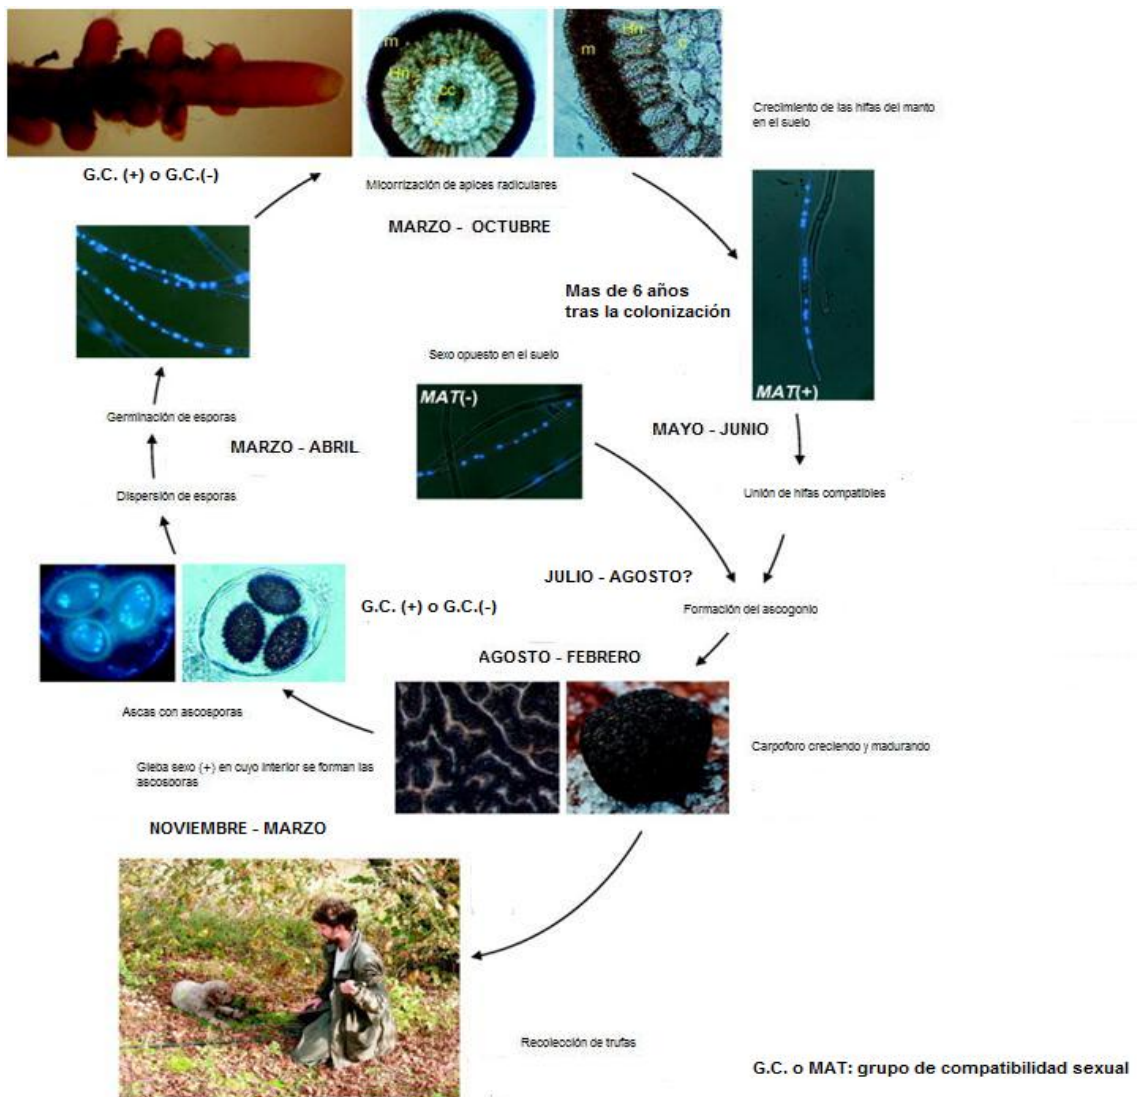 m
Hn
cc
c
m
Hn
c
Crecimiento de las hifas del manto
en el suelo
G.C. (+) o G.C.(-)
Micorrización de apices radiculares
MARZO - OCTUBRE
Mas de 6 años
tras la colonización
Sexo opuesto en el suelo
MAT(-)
MAT(+)
Germinación de esporas
MARZO - ABRIL
MAYO - JUNIO
Dispersión de esporas
Unión de hifas compatibles
JULIO - AGOSTO?
G.C. (+) o G.C.(-)
Formación del ascogonio
AGOSTO - FEBRERO
Ascas con ascosporas
Carpoforo creciendo y madurando
Gleba sexo (+) en cuyo interior se forman las
ascosporas
NOVIEMBRE - MARZO
Recolección de trufas
G.C. o MAT: grupo de compatibilidad sexual